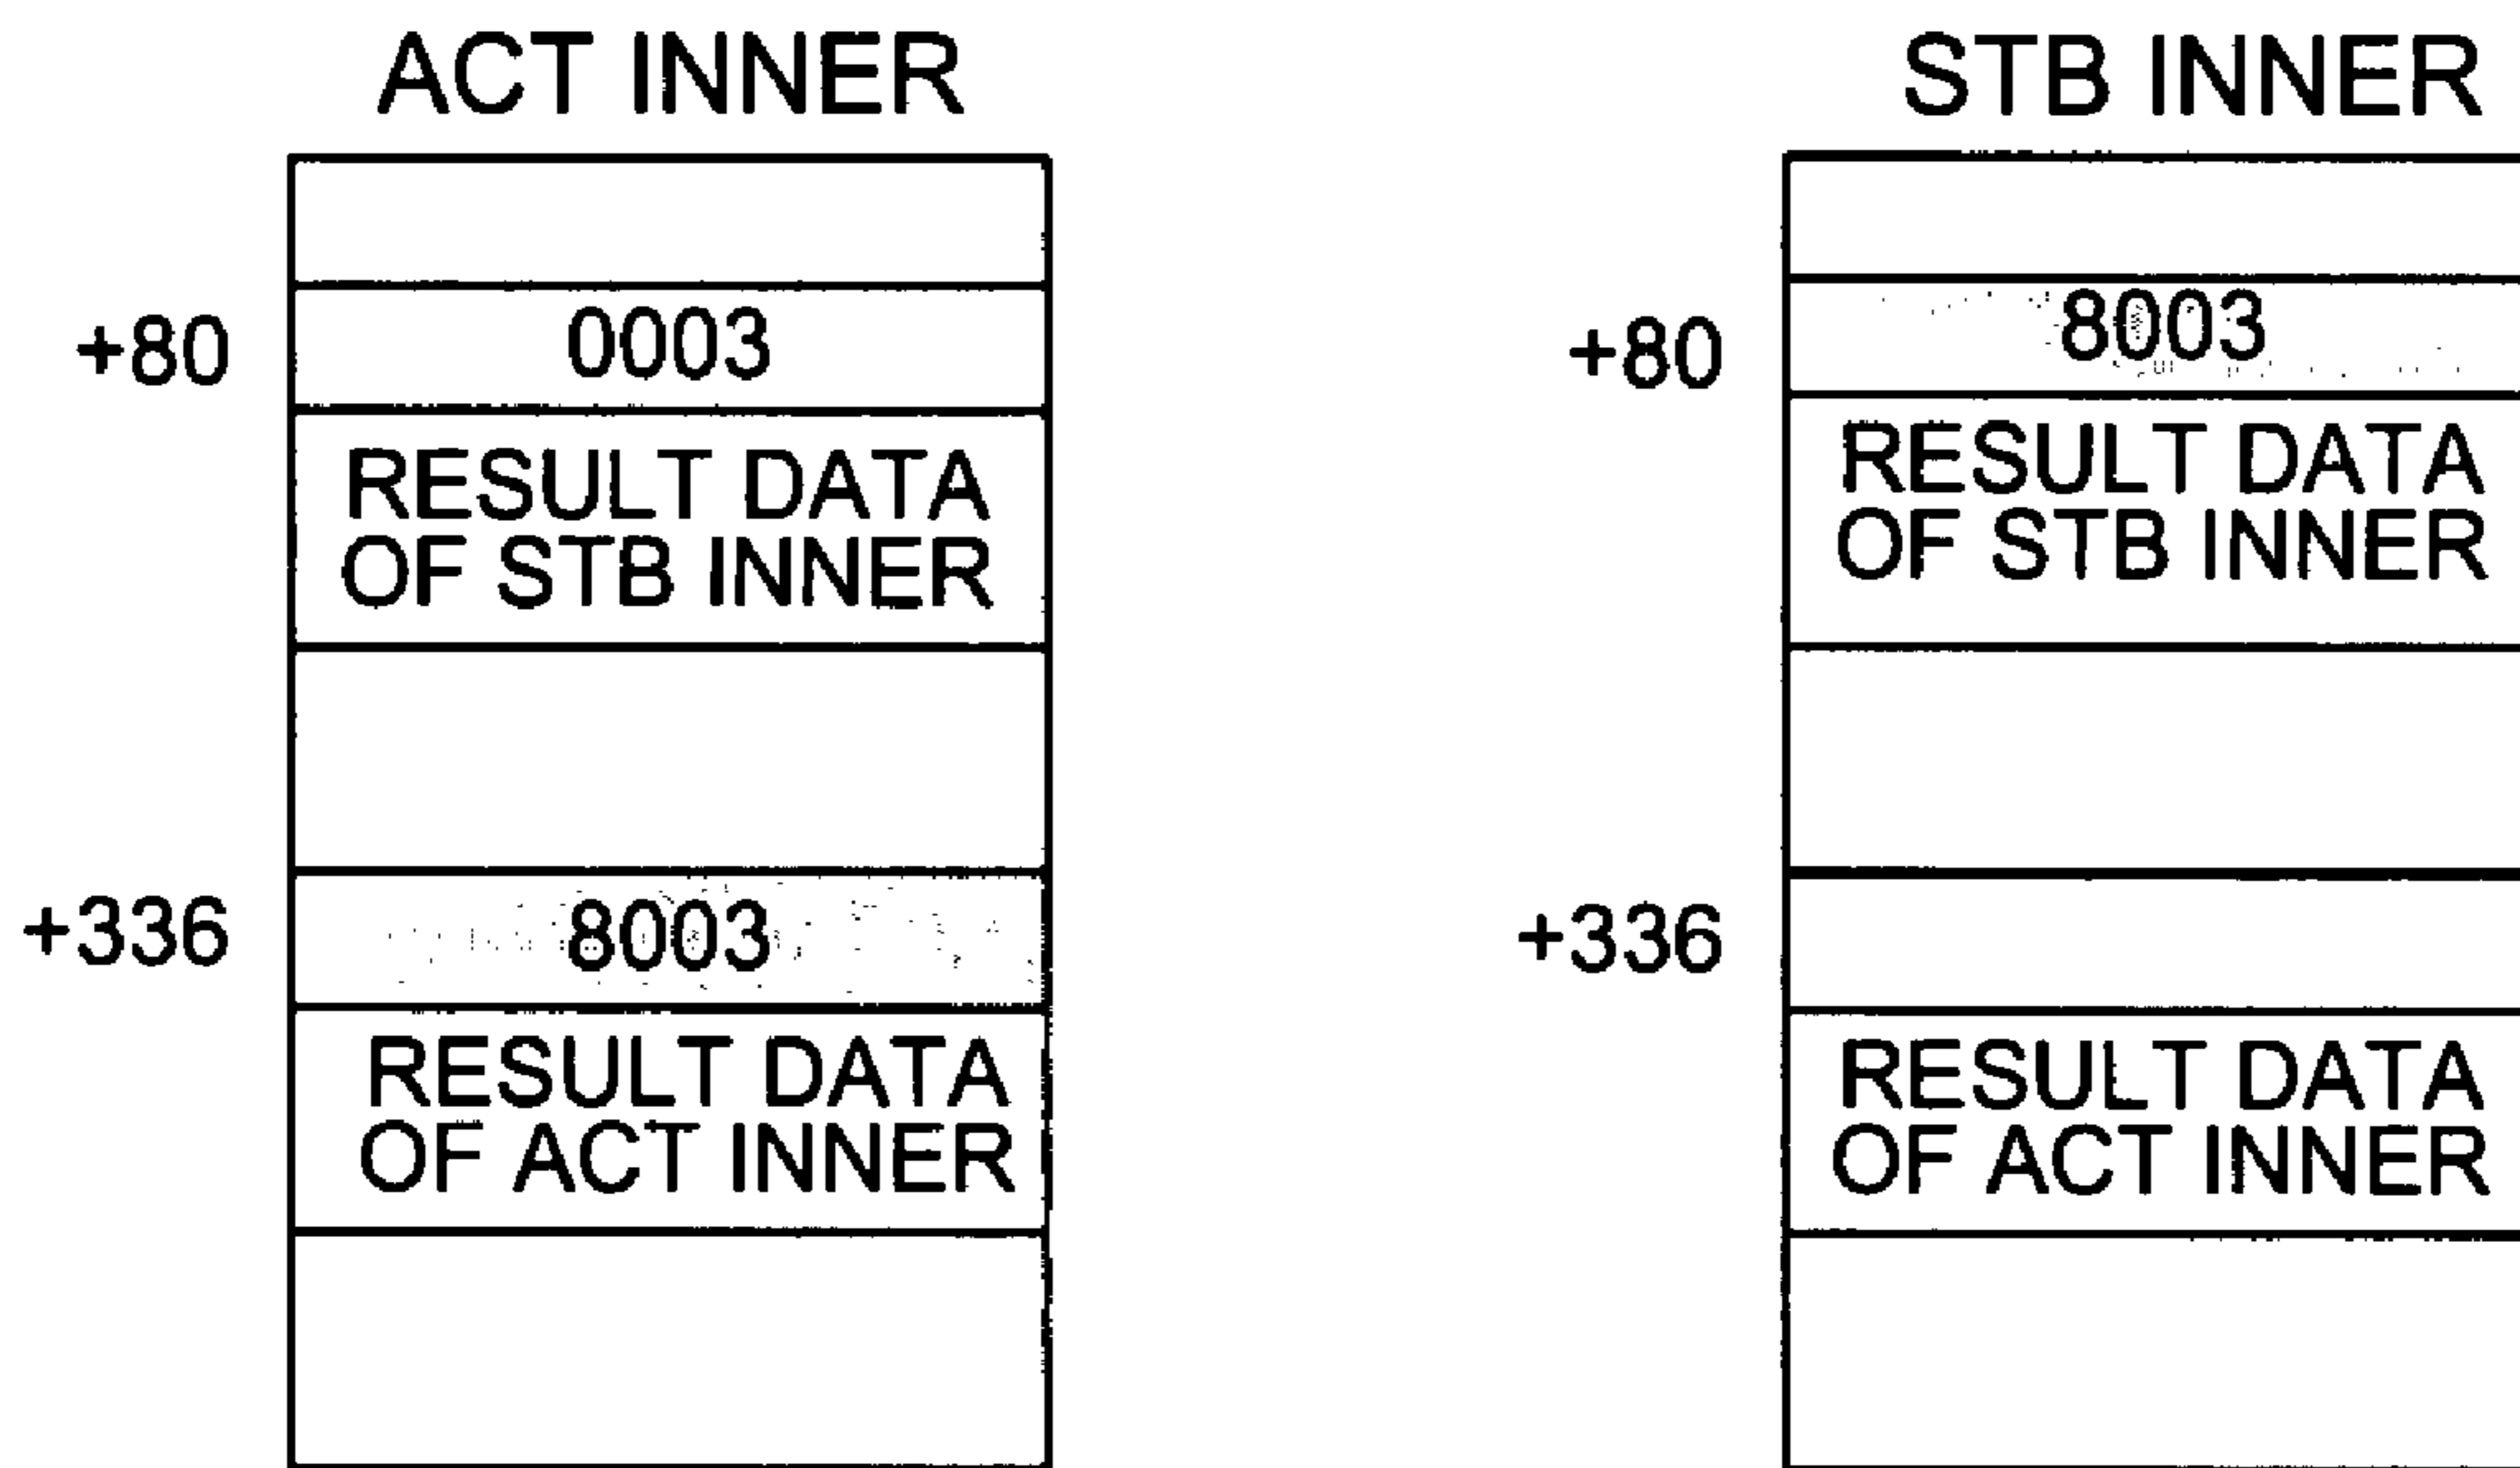 ACT INNER
+80
0003
RESULT DATA
OF STB INNER
+336
8003
RESULT DATA
OF ACT INNER
STB INNER
+80
8003
RESULT DATA
OF STB INNER
+336
RESULT DATA
OF ACT INNER